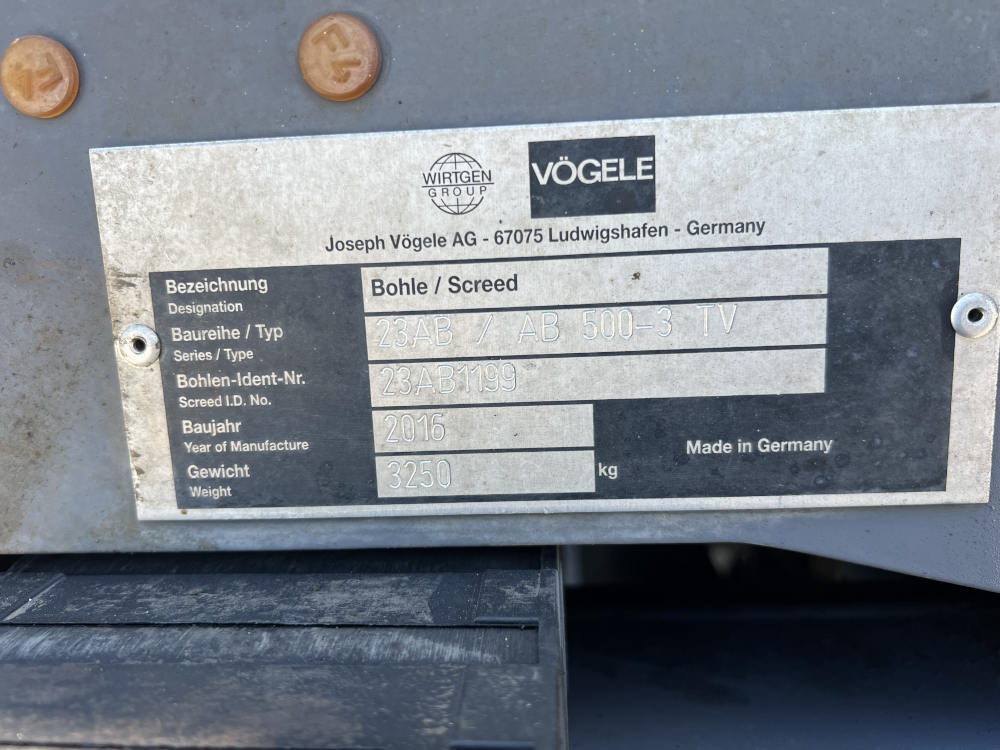 WIRTGEN
GROUP
VÖGELE
Joseph Vögele AG - 67075 Ludwigshafen - Germany
Bezeichnung
Designation
Bohle / Screed
Baureihe / Typ
Series / Type
23AB / AB 500-3 TV
Bohlen-Ident-Nr.
Screed I.D. No.
23AB1199
Baujahr
Year of Manufacture
2016
Made in Germany
Gewicht
Weight
3250 kg